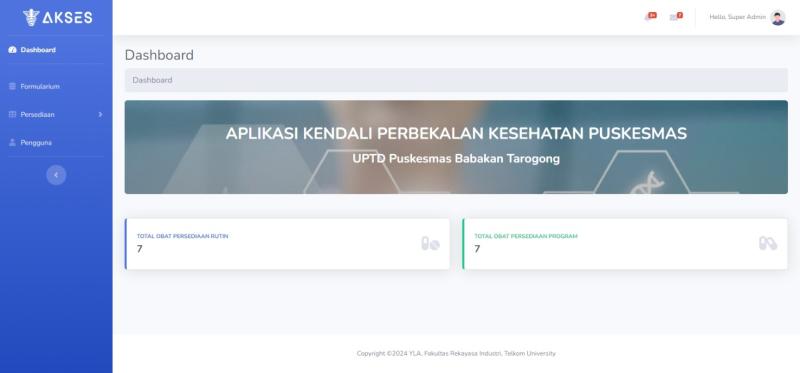 AKSES
3+
7
Hello, Super Admin
Dashboard
Formularium
Persediaan
Pengguna
Dashboard
Dashboard
APLIKASI KENDALI PERBEKALAN KESEHATAN PUSKESMAS
UPTD Puskesmas Babakan Tarogong
TOTAL OBAT PERSEDIAAN RUTIN
7
TOTAL OBAT PERSEDIAAN PROGRAM
7
Copyright ©2024 YLA, Fakultas Rekayasa Industri, Telkom University